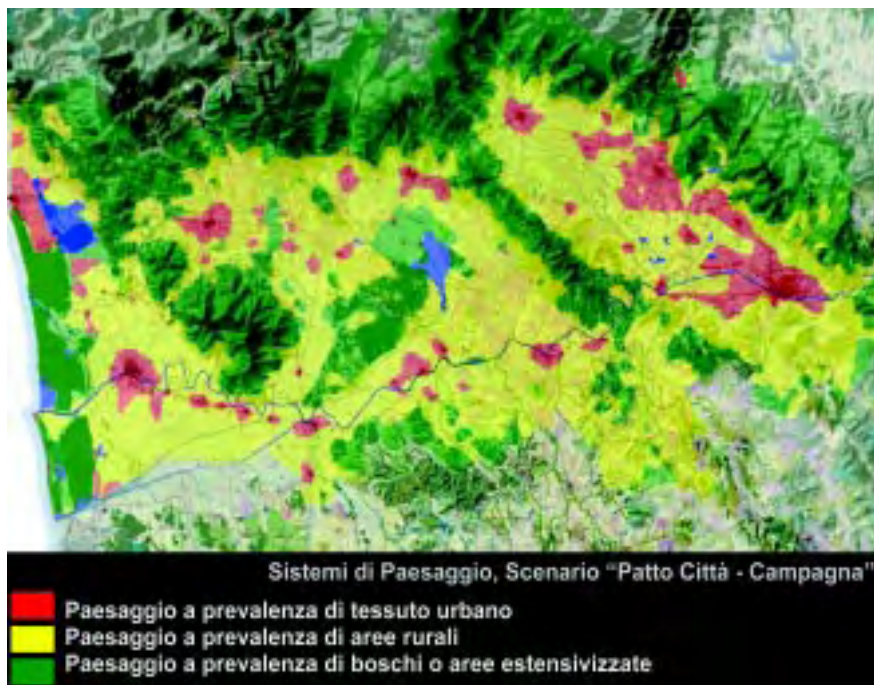 Sistemi di Paesaggio, Scenario "Patto Città - Campagna"
Paesaggio a prevalenza di tessuto urbano
Paesaggio a prevalenza di aree rurali
Paesaggio a prevalenza di boschi o aree estensivizzate